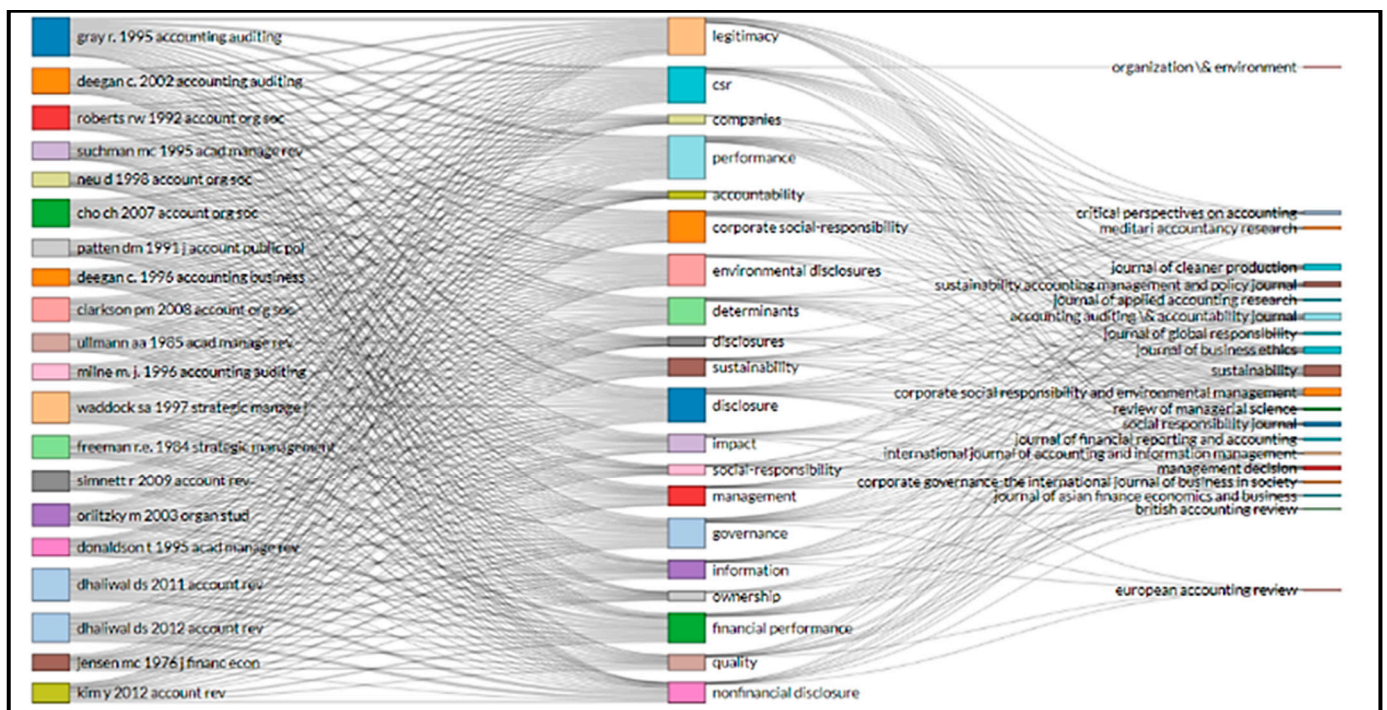 gray r. 1995 accounting auditing
deegan c. 2002 accounting auditing
roberts rw 1992 account org soc
suchman mc 1995 acad manage rev
neu d 1998 account org soc
cho ch 2007 account org soc
patten dm 1991 j account public pol
deegan c. 1996 accounting business
clarkson pm 2008 account org soc
ullmann aa 1985 acad manage rev
milne m. j. 1996 accounting auditing
waddock sa 1997 strategic manage j
freeman r.e. 1984 strategic management
simnett r 2009 account rev
orlitzky m 2003 organ stud
donaldson t 1995 acad manage rev
dhaliwal ds 2011 account rev
dhaliwal ds 2012 account rev
jensen mc 1976 j financ econ
kim y 2012 account rev
legitimacy
csr
companies
performance
accountability
corporate social-responsibility
environmental disclosures
determinants
disclosures
sustainability
disclosure
impact
social-responsibility
management
governance
information
ownership
financial performance
quality
nonfinancial disclosure
organization \& environment
critical perspectives on accounting
meditari accountancy research
journal of cleaner production
sustainability accounting management and policy journal
journal of applied accounting research
accounting auditing \& accountability journal
journal of global responsibility
journal of business ethics
sustainability
corporate social responsibility and environmental management
review of managerial science
social responsibility journal
journal of financial reporting and accounting
international journal of accounting and information management
management decision
corporate governance-the international journal of business in society
journal of asian finance economics and business
british accounting review
european accounting review